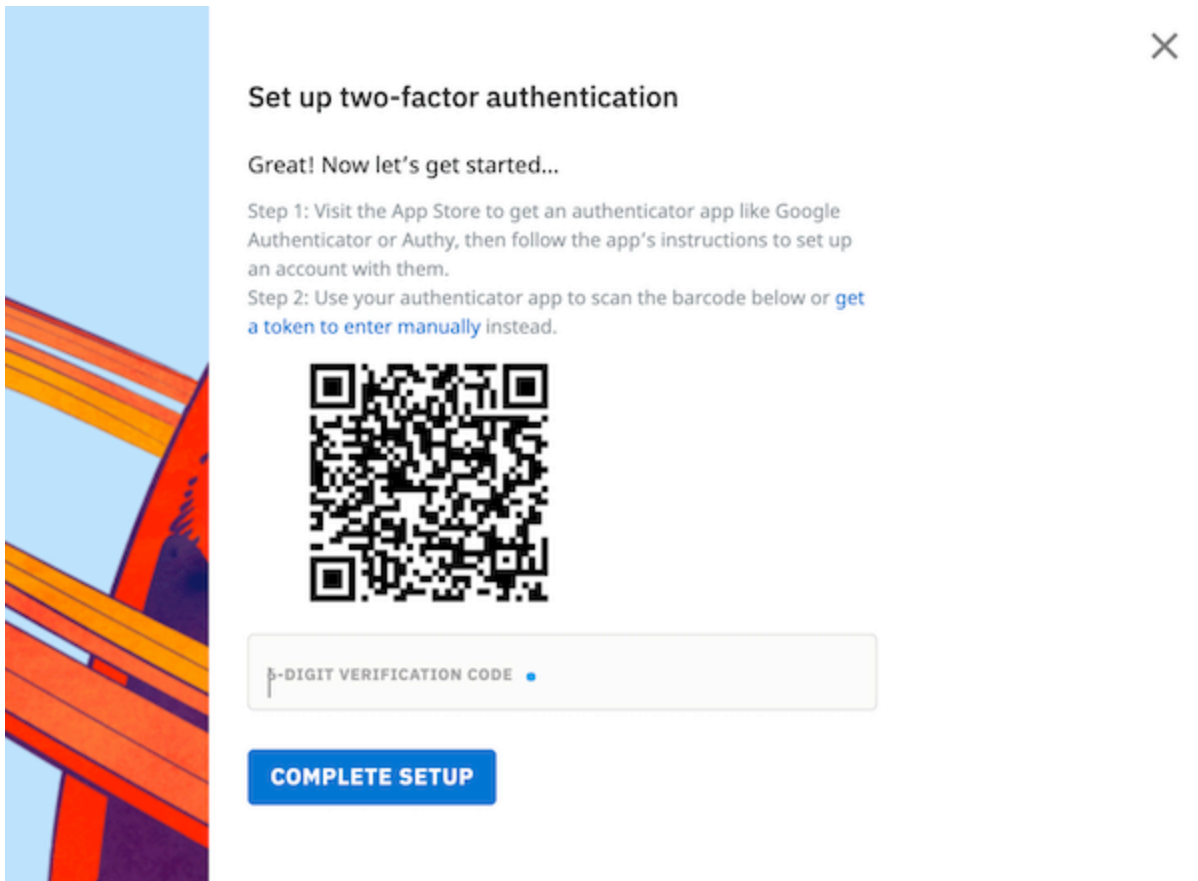 Set up two-factor authentication
Great! Now let's get started...
Step 1: Visit the App Store to get an authenticator app like Google
Authenticator or Authy, then follow the app's instructions to set up
an account with them.
Step 2: Use your authenticator app to scan the barcode below or get
a token to enter manually instead.
6-DIGIT VERIFICATION CODE
COMPLETE SETUP